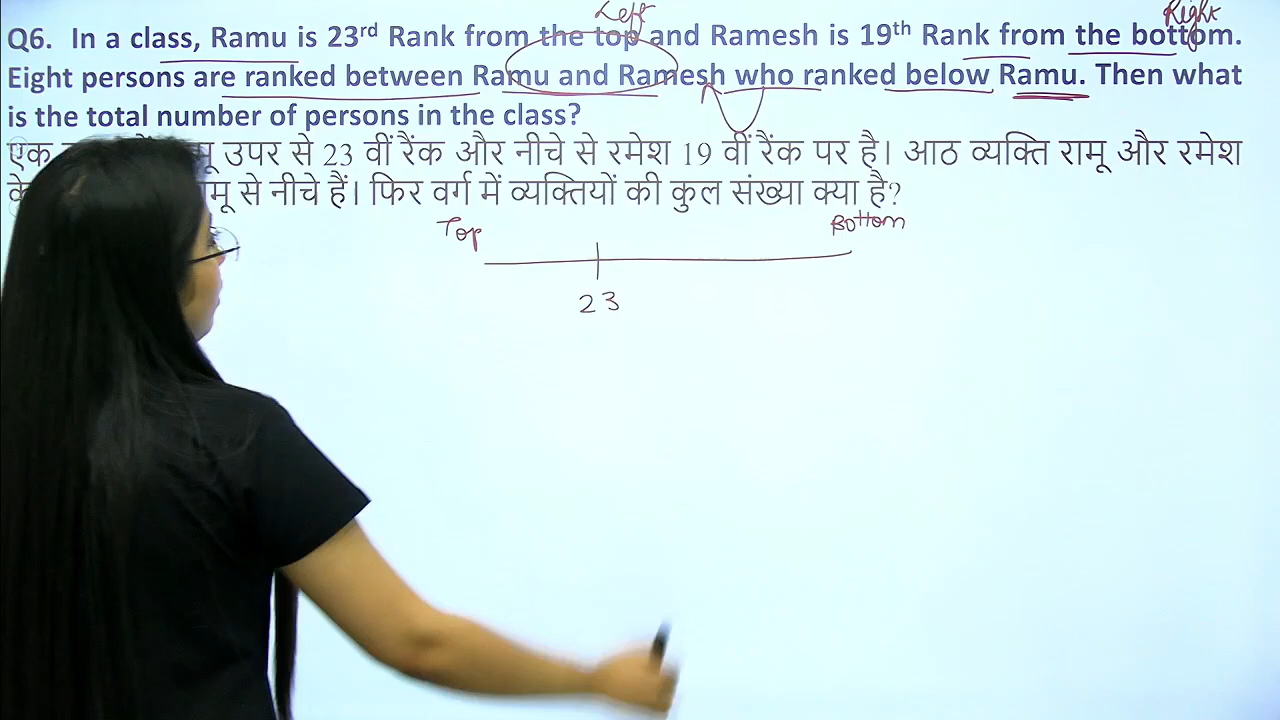 Left
Right
Q6. In a class, Ramu is 23rd Rank from the top and Ramesh is 19th Rank from the bottom.
Eight persons are ranked between Ramu and Ramesh who ranked below Ramu. Then what
is the total number of persons in the class?
एक उपर से 23 वीं रैंक और नीचे से रमेश 19 वीं रैंक पर है। आठ व्यक्ति रामू और रमेश
से नीचे हैं। फिर वर्ग में व्यक्तियों की कुल संख्या क्या है?
Top
Bottom
23